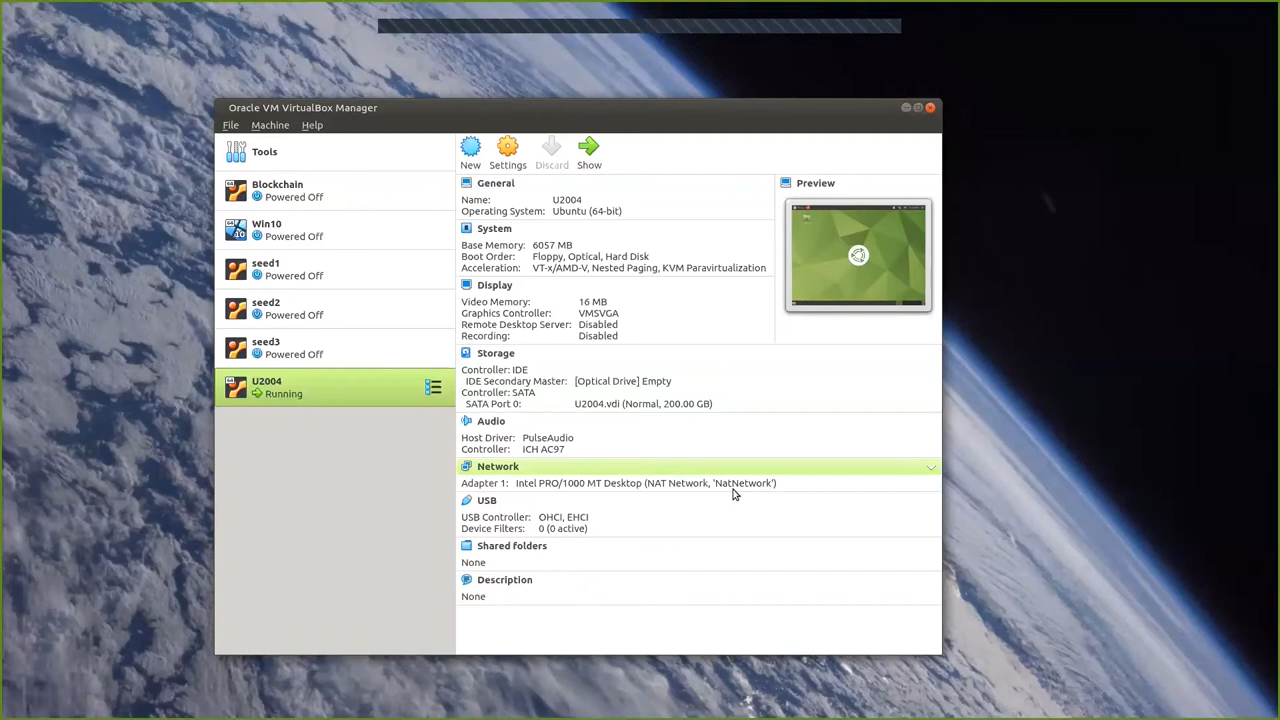 Oracle VM VirtualBox Manager
File Machine Help
Tools
Blockchain
Powered Off
Win10
Powered Off
seed1
Powered Off
seed2
Powered Off
seed3
Powered Off
U2004
Running
New Settings Discard Show
General
Name: U2004
Operating System: Ubuntu (64-bit)
System
Base Memory: 6057 MB
Boot Order: Floppy, Optical, Hard Disk
Acceleration: VT-x/AMD-V, Nested Paging, KVM Paravirtualization
Display
Video Memory: 16 MB
Graphics Controller: VMSVGA
Remote Desktop Server: Disabled
Recording: Disabled
Preview
Storage
Controller: IDE
IDE Secondary Master: [Optical Drive] Empty
Controller: SATA
SATA Port 0: U2004.vdi (Normal, 200.00 GB)
Audio
Host Driver: PulseAudio
Controller: ICH AC97
Network
Adapter 1: Intel PRO/1000 MT Desktop (NAT Network, 'NatNetwork')
USB
USB Controller: OHCI, EHCI
Device Filters: 0 (0 active)
Shared folders
None
Description
None